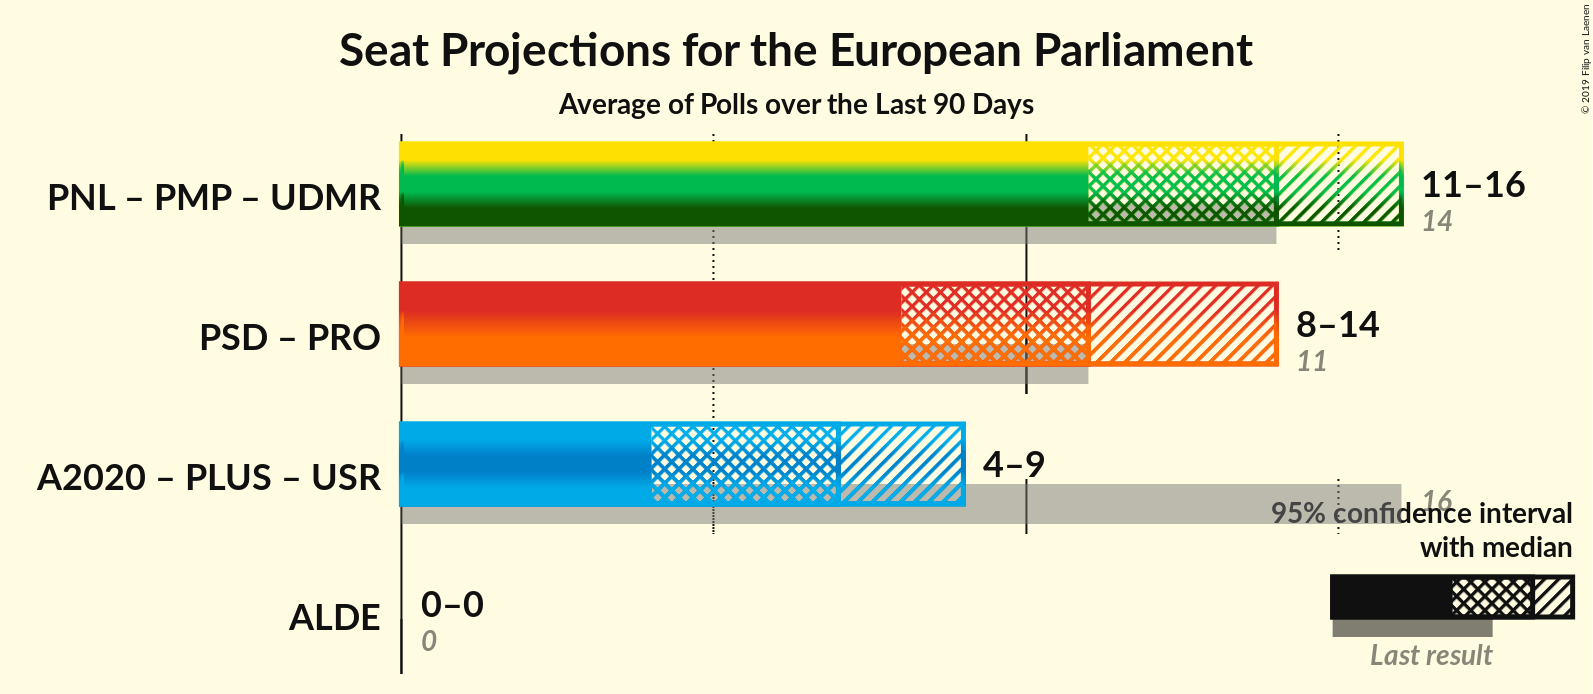 Seat Projections for the European Parliament
Average of Polls over the Last 90 Days
© 2019 Filip van Laenen
PNL – PMP – UDMR
11–16
14
PSD – PRO
8–14
11
A2020 – PLUS – USR
4–9
16
ALDE
0–0
0
95% confidence interval
with median
Last result